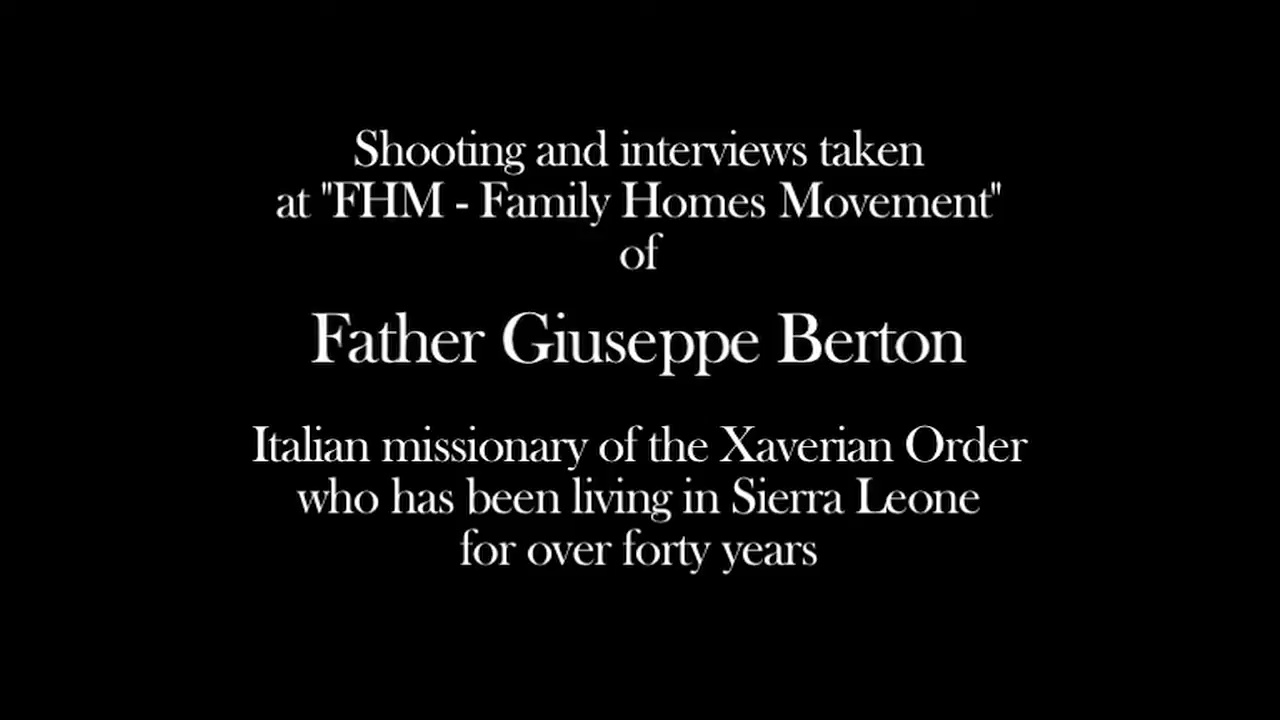 Shooting and interviews taken
at "FHM - Family Homes Movement"
of
Father Giuseppe Berton
Italian missionary of the Xaverian Order
who has been living in Sierra Leone
for over forty years